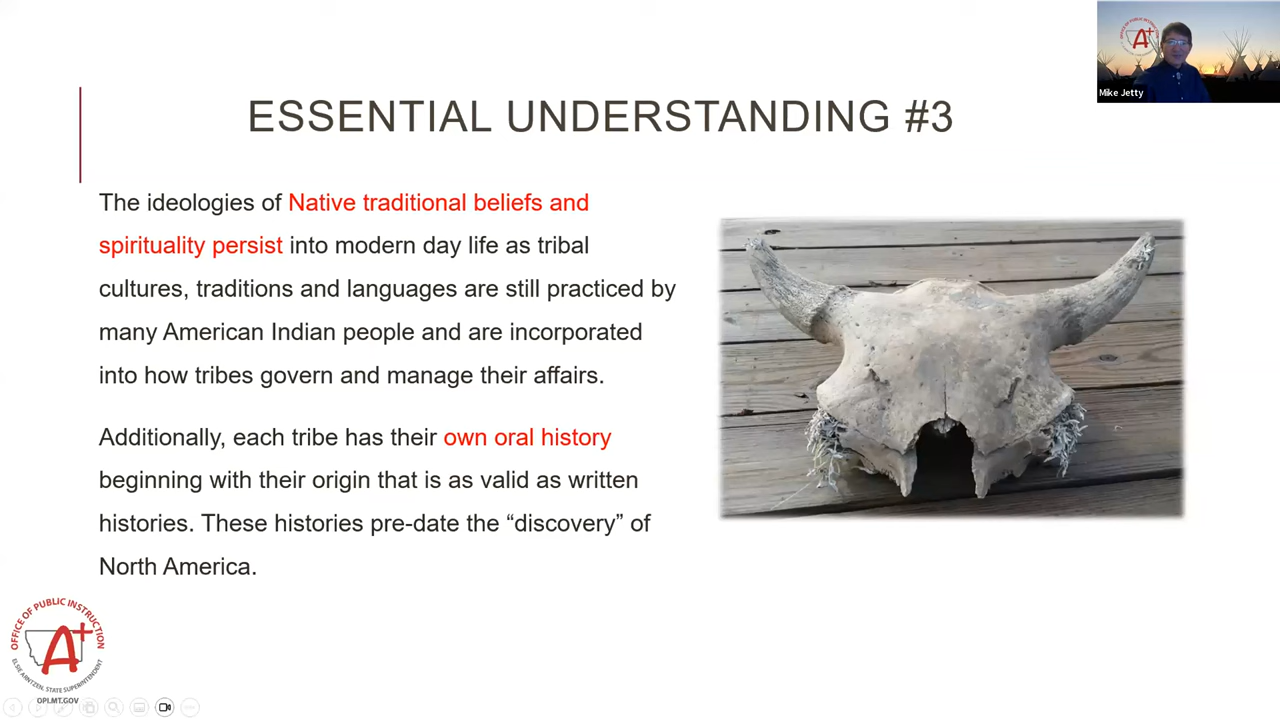 ESSENTIAL UNDERSTANDING #3
The ideologies of Native traditional beliefs and
spirituality persist into modern day life as tribal
cultures, traditions and languages are still practiced by
many American Indian people and are incorporated
into how tribes govern and manage their affairs.
Additionally, each tribe has their own oral history
beginning with their origin that is as valid as written
histories. These histories pre-date the “discovery” of
North America.
A+
Mike Jetty
OFFICE OF PUBLIC INSTRUCTION
A+
ELSIE ARNTZEN, STATE SUPERINTENDENT
OPI.MT.GOV